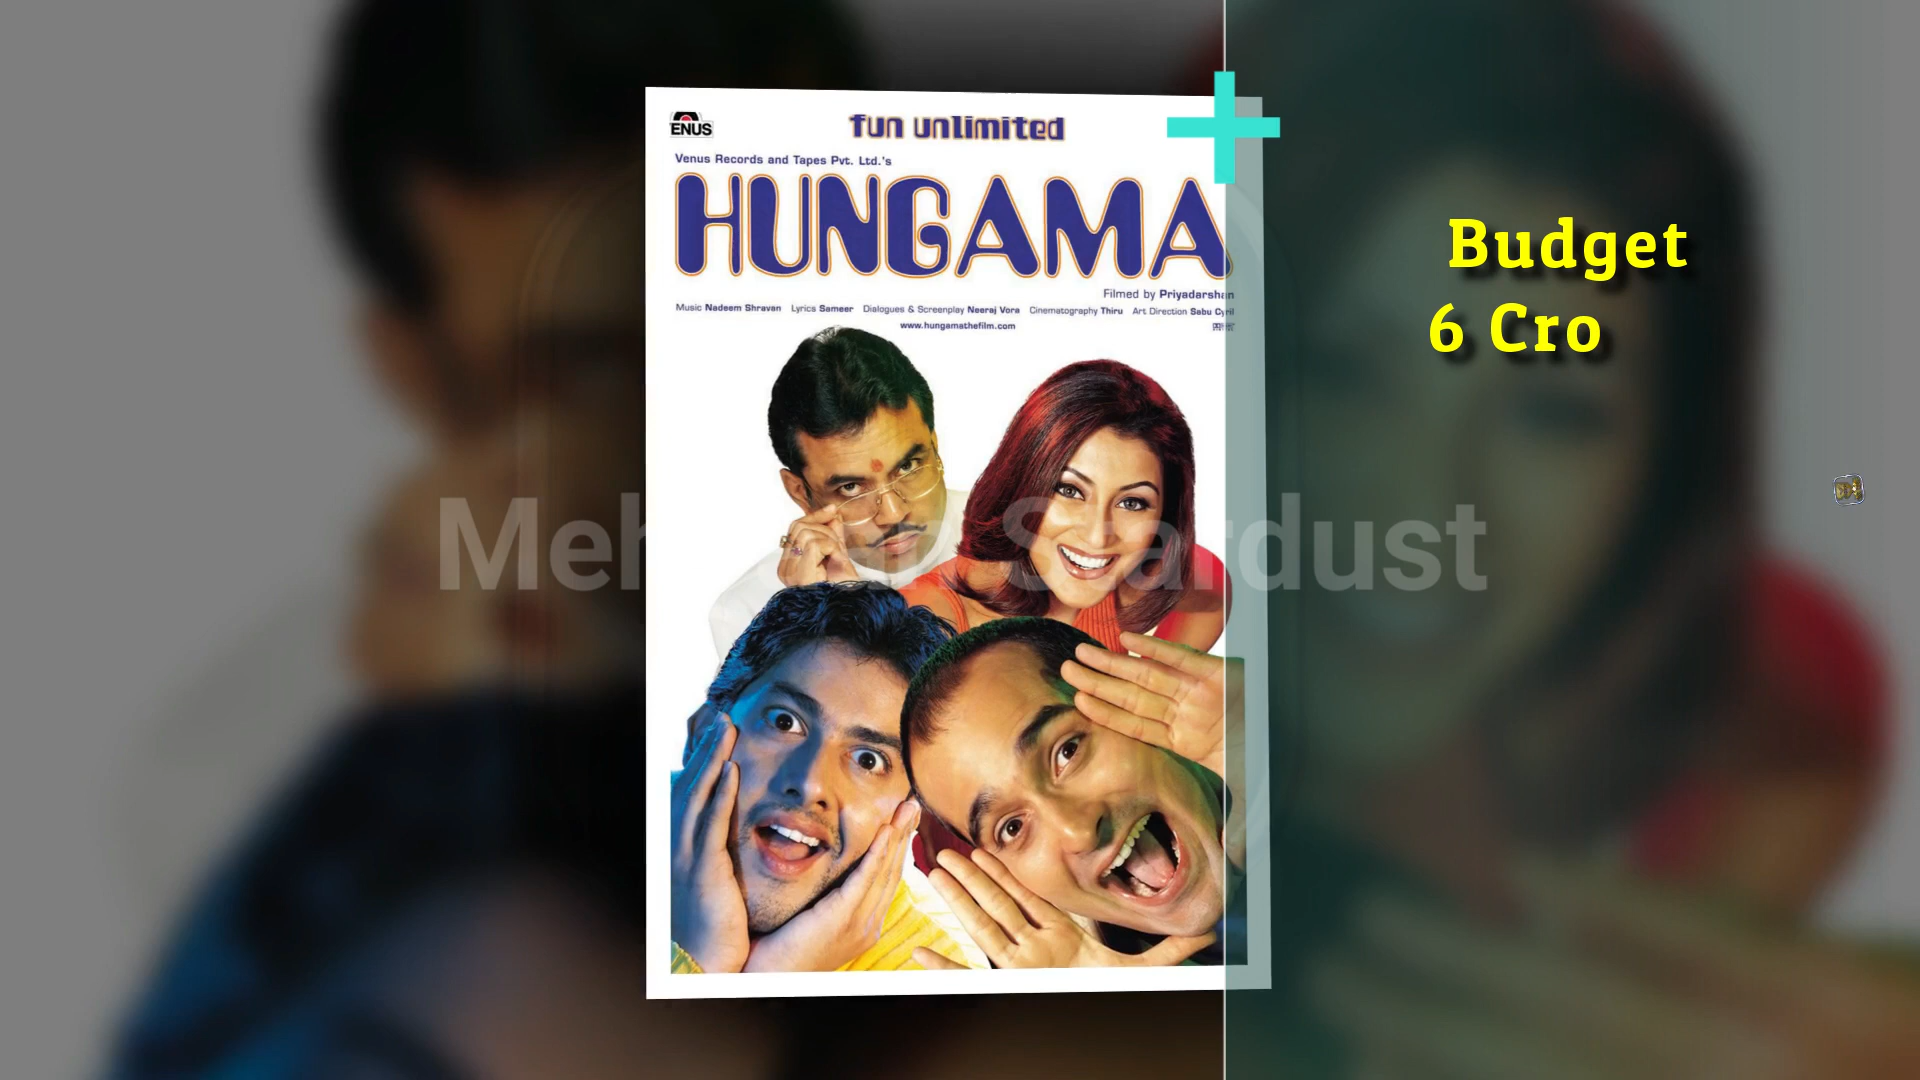 ENUS
fun unlimited
Venus Records and Tapes Pvt. Ltd.'s
HUNGAMA
Filmed by Priyadarshan
Music Nadeem Shravan Lyrics Sameer Dialogues & Screenplay Neeraj Vora Cinematography Thiru Art Direction Sabu Cyril
www.hungamathefilm.com
Budget
6 Cro
Stardust